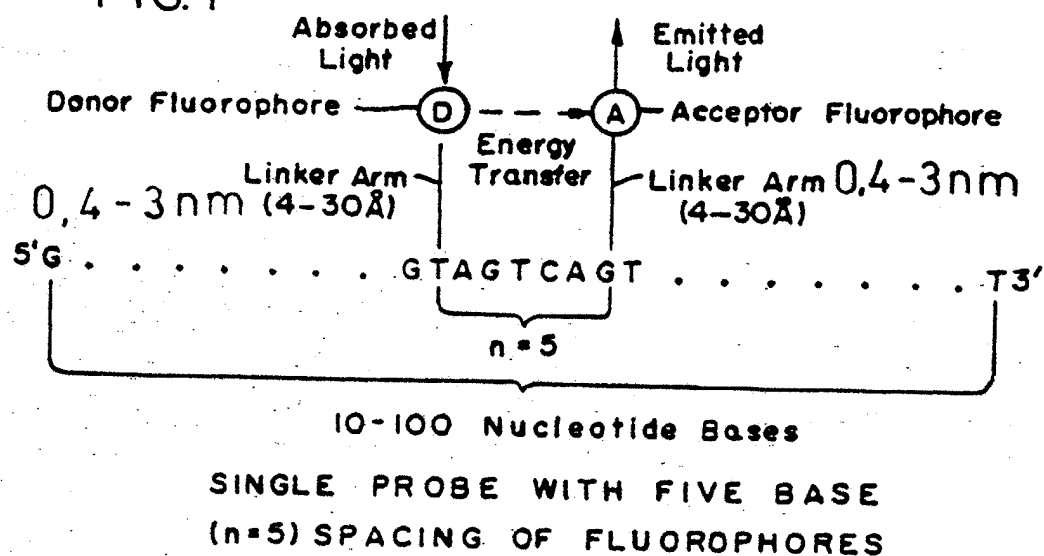 FIG. 1
Absorbed Light
Emitted Light
Donor Fluorophore
D
A
Acceptor Fluorophore
Energy Transfer
Linker Arm
0,4-3nm (4-30Å)
Linker Arm 0,4-3nm
(4-30Å)
5'G . . . . . . . GTAGTCAGT . . . . . . . T3'
n=5
10-100 Nucleotide Bases
SINGLE PROBE WITH FIVE BASE
(n=5) SPACING OF FLUOROPHORES